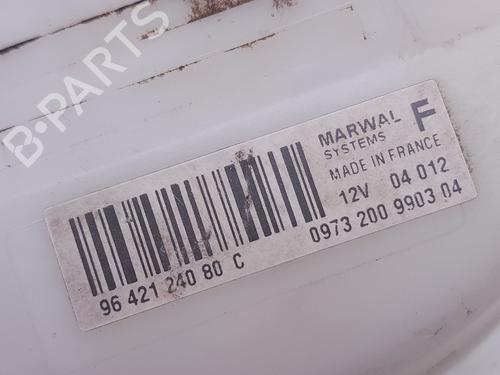 B-PARTS
MARWAL
SYSTEMS
F
MADE IN FRANCE
12V 04 012
0973 200 9903 04
96 421 240 80 C